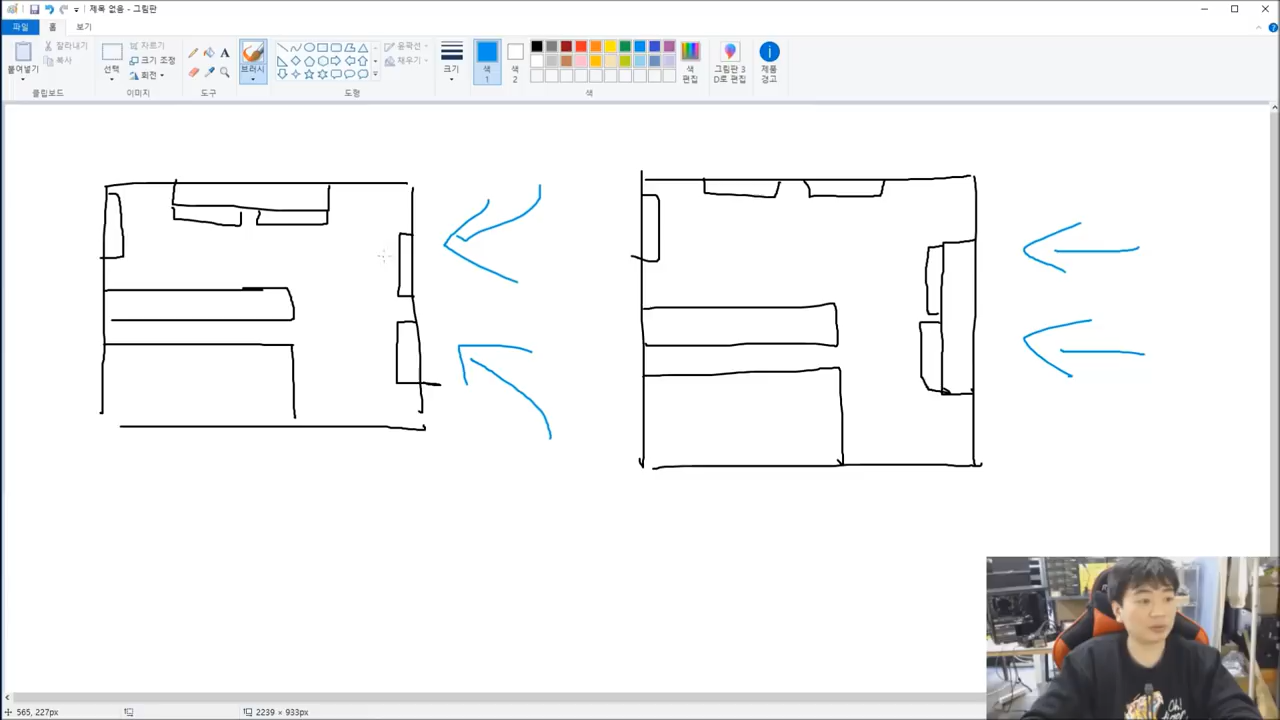 제목 없음 - 그림판
파일 홈 보기
붙여넣기
잘라내기
복사
클립보드
선택
자르기
크기 조정
회전
이미지
A
도구
브러시
윤곽선
채우기
도형
크기
색
1
색
2
색
편집
색
그림판 3
D로 편집
제품
경고
565, 227px
2239 × 933px